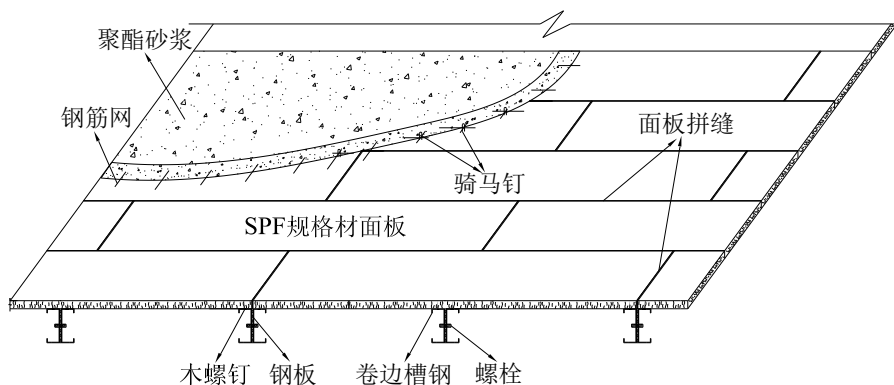 聚酯砂浆
钢筋网
面板拼缝
骑马钉
SPF规格材面板
木螺钉
钢板
卷边槽钢
螺栓